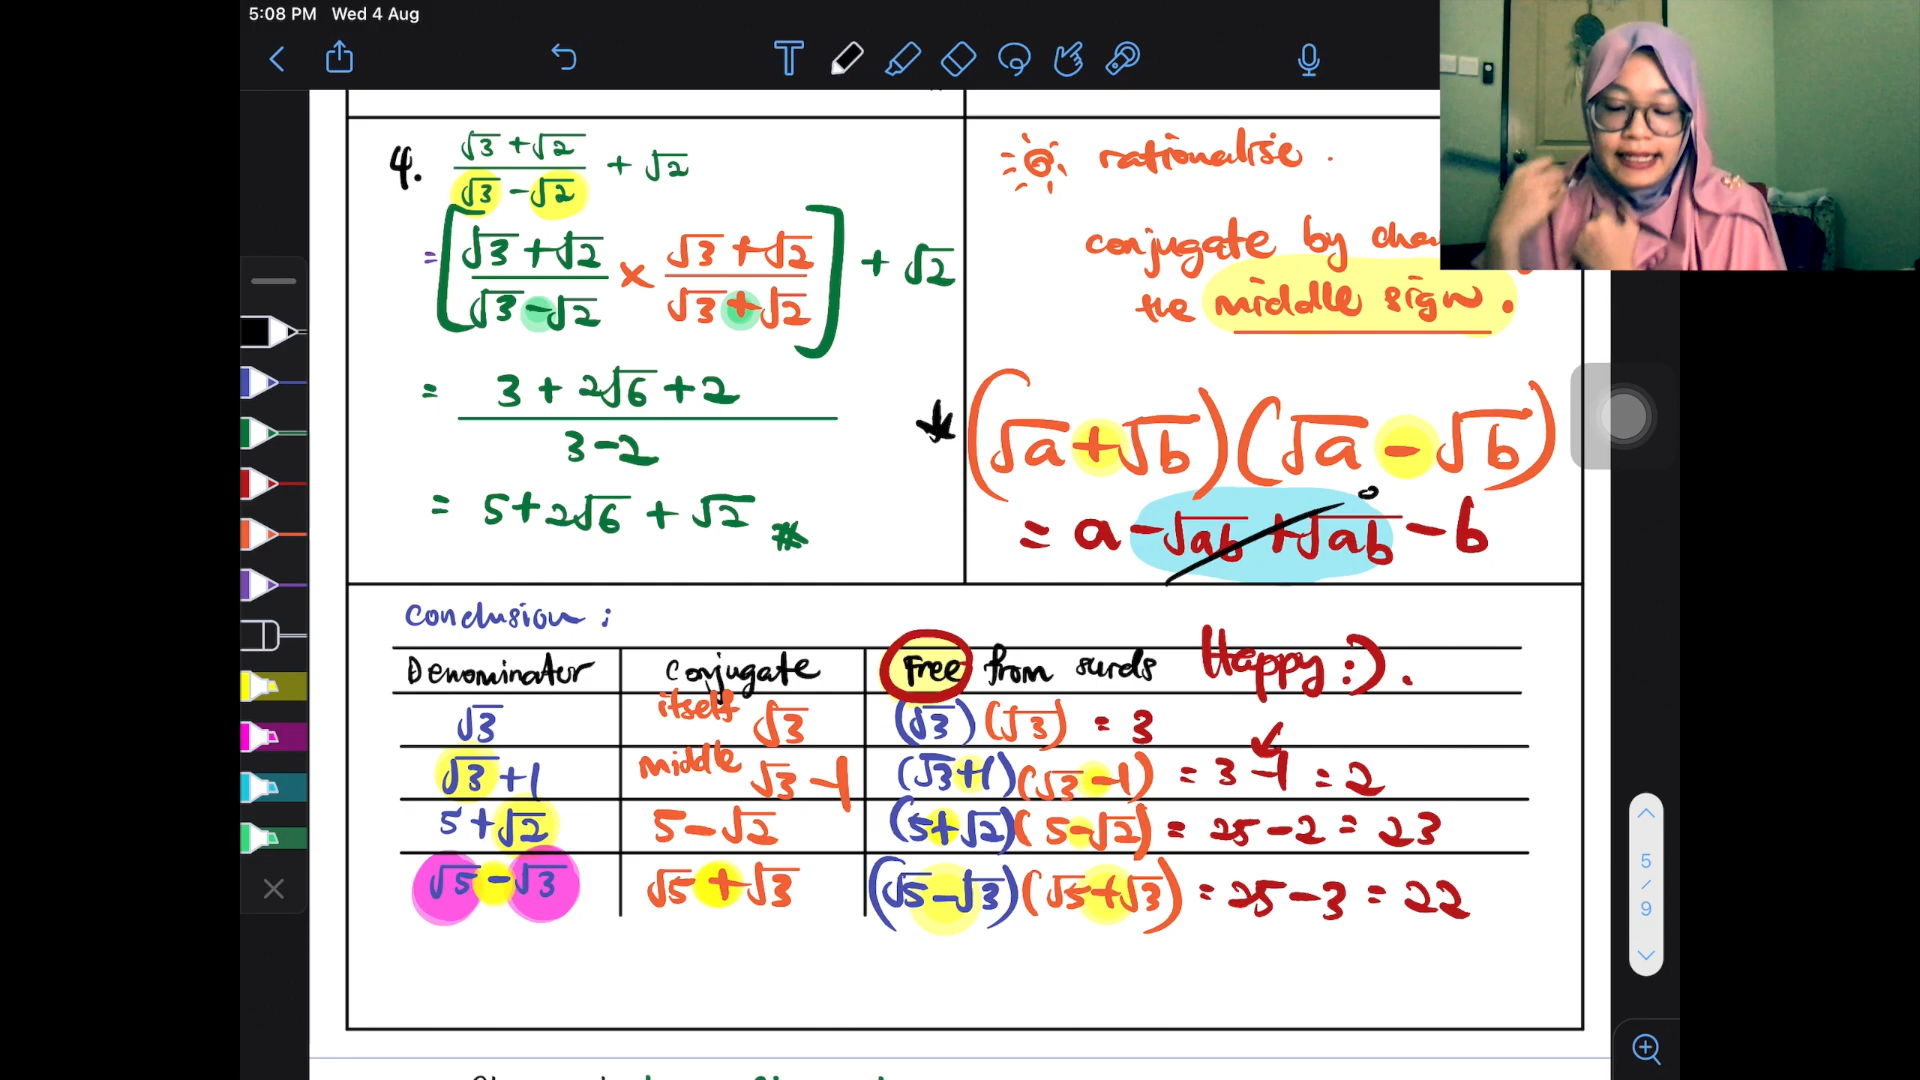 5:08 PM Wed 4 Aug
4. (√3 + √2)/(√3 - √2) + √2
= [(√3 + √2)/(√3 - √2) × (√3 + √2)/(√3 + √2)] + √2
= (3 + 2√6 + 2)/(3 - 2)
= 5 + 2√6 + √2
rationalise.
conjugate by
the middle sign.
(√a + √b)(√a - √b)
= a - √ab + √ab - b
0
Conclusion:
Denominator Conjugate Free from surds Happy :).
√3 itself √3 (√3)(√3) = 3
√3 + 1 middle √3 - 1 (√3 + 1)(√3 - 1) = 3 - 1 = 2
5 + √2 5 - √2 (5 + √2)(5 - √2) = 25 - 2 = 23
√5 - √3 √5 + √3 (√5 - √3)(√5 + √3) = 25 - 3 = 22
5 / 9